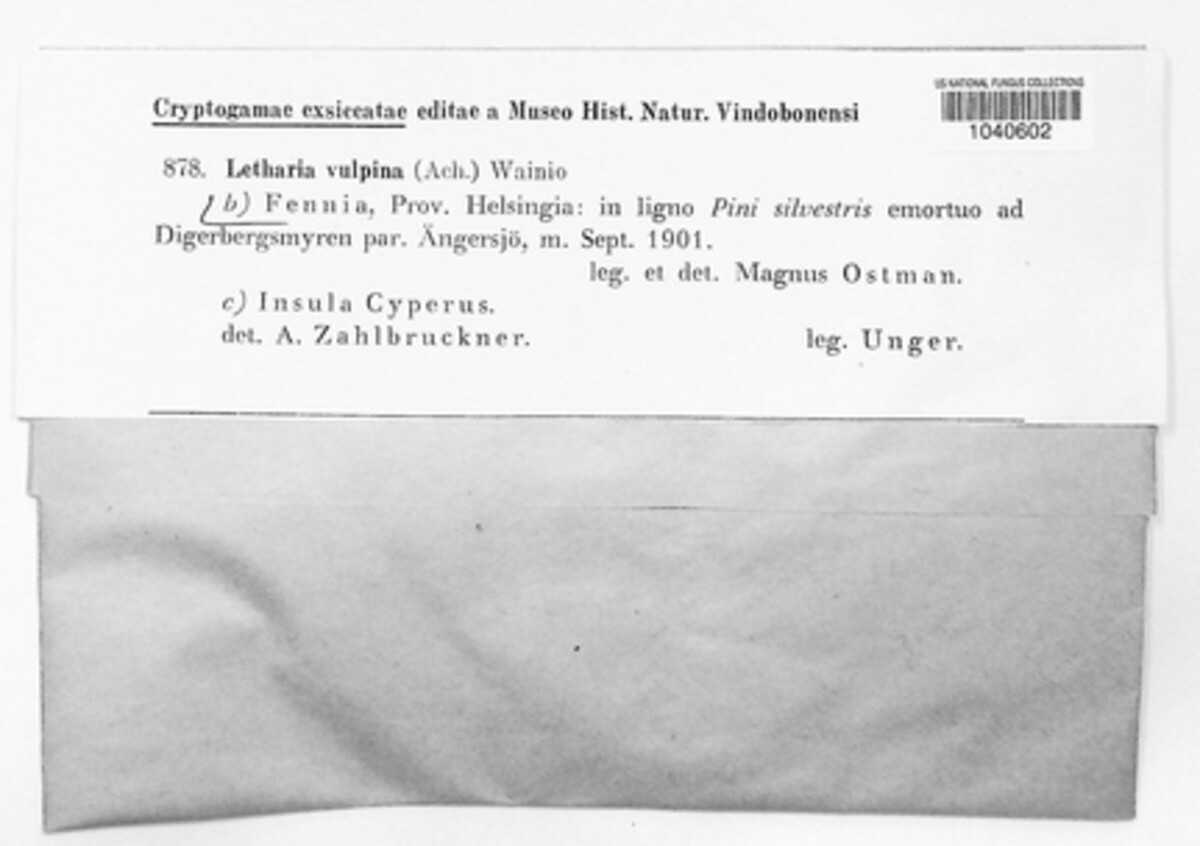 US NATIONAL FUNGUS COLLECTIONS
1040602
Cryptogamae exsiccatae editae a Museo Hist. Natur. Vindobonensi
878. Letharia vulpina (Ach.) Wainio
b) Fennia, Prov. Helsingia: in ligno Pini silvestris emortuo ad
Digerbergsmyren par. Ängersjö, m. Sept. 1901.
leg. et det. Magnus Ostman.
c) Insula Cyperus.
det. A. Zahlbruckner. leg. Unger.